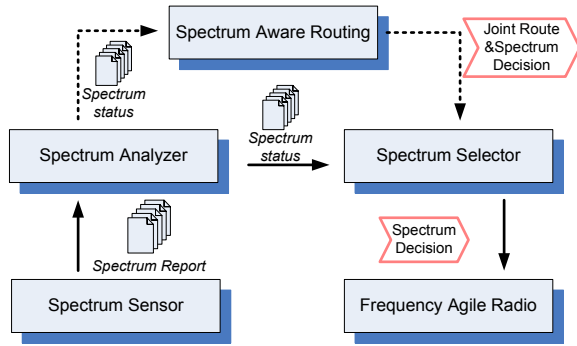 Spectrum Aware Routing
Joint Route
&Spectrum
Decision
Spectrum
status
Spectrum
status
Spectrum Analyzer
Spectrum Selector
Spectrum Report
Spectrum
Decision
Spectrum Sensor
Frequency Agile Radio